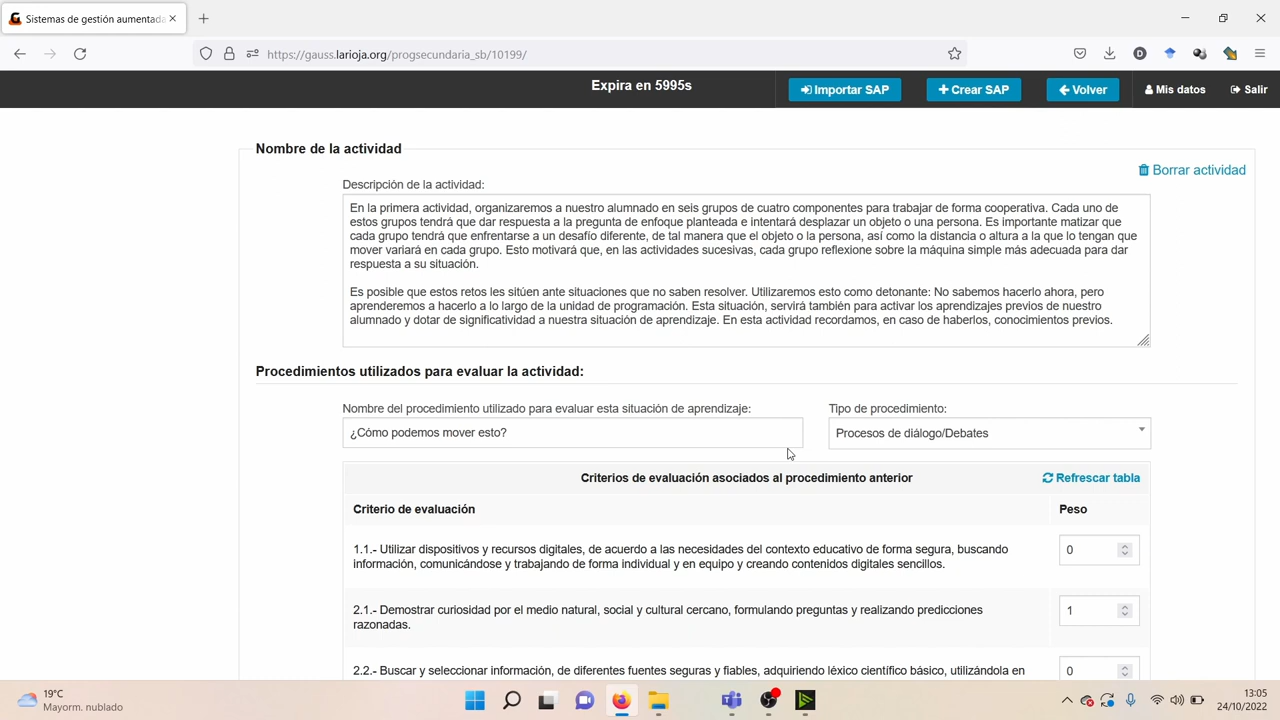 Sistemas de gestión aumentada
https://gauss.larioja.org/progsecundaria_sb/10199/
Expira en 5995s
Importar SAP
Crear SAP
Volver
Mis datos
Salir
Nombre de la actividad
Borrar actividad
Descripción de la actividad:
En la primera actividad, organizaremos a nuestro alumnado en seis grupos de cuatro componentes para trabajar de forma cooperativa. Cada uno de
estos grupos tendrá que dar respuesta a la pregunta de enfoque planteada e intentará desplazar un objeto o una persona. Es importante matizar que
cada grupo tendrá que enfrentarse a un desafío diferente, de tal manera que el objeto o la persona, así como la distancia o altura a la que lo tengan que
mover variará en cada grupo. Esto motivará que, en las actividades sucesivas, cada grupo reflexione sobre la máquina simple más adecuada para dar
respuesta a su situación.
Es posible que estos retos les sitúen ante situaciones que no saben resolver. Utilizaremos esto como detonante: No sabemos hacerlo ahora, pero
aprenderemos a hacerlo a lo largo de la unidad de programación. Esta situación, servirá también para activar los aprendizajes previos de nuestro
alumnado y dotar de significatividad a nuestra situación de aprendizaje. En esta actividad recordamos, en caso de haberlos, conocimientos previos.
Procedimientos utilizados para evaluar la actividad:
Nombre del procedimiento utilizado para evaluar esta situación de aprendizaje:
Tipo de procedimiento:
¿Cómo podemos mover esto?
Procesos de diálogo/Debates
Criterios de evaluación asociados al procedimiento anterior
Refrescar tabla
Criterio de evaluación
Peso
1.1.- Utilizar dispositivos y recursos digitales, de acuerdo a las necesidades del contexto educativo de forma segura, buscando
información, comunicándose y trabajando de forma individual y en equipo y creando contenidos digitales sencillos.
0
2.1.- Demostrar curiosidad por el medio natural, social y cultural cercano, formulando preguntas y realizando predicciones
razonadas.
1
2.2.- Buscar y seleccionar información, de diferentes fuentes seguras y fiables, adquiriendo léxico científico básico, utilizándola en
0
19°C
Mayorm. nublado
13:05
24/10/2022